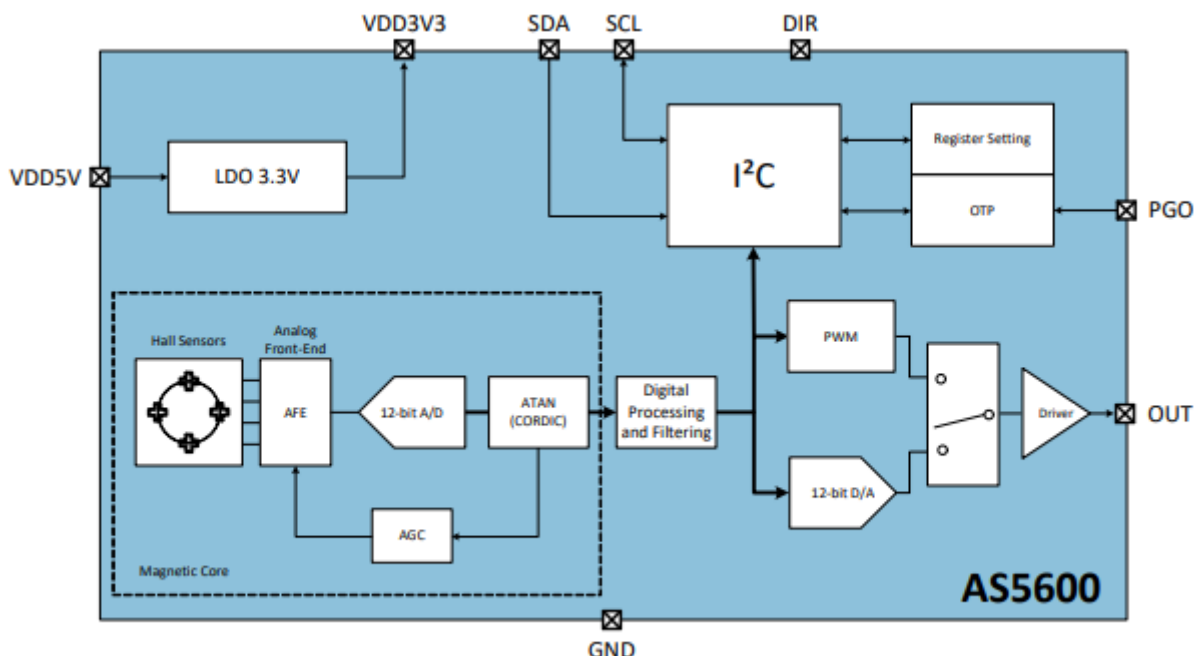 VDD3V3
SDA
SCL
DIR
VDD5V
LDO 3.3V
I²C
Register Setting
OTP
PGO
Hall Sensors
Analog
Front-End
AFE
12-bit A/D
ATAN
(CORDIC)
AGC
Magnetic Core
Digital
Processing
and Filtering
PWM
12-bit D/A
Driver
OUT
AS5600
GND